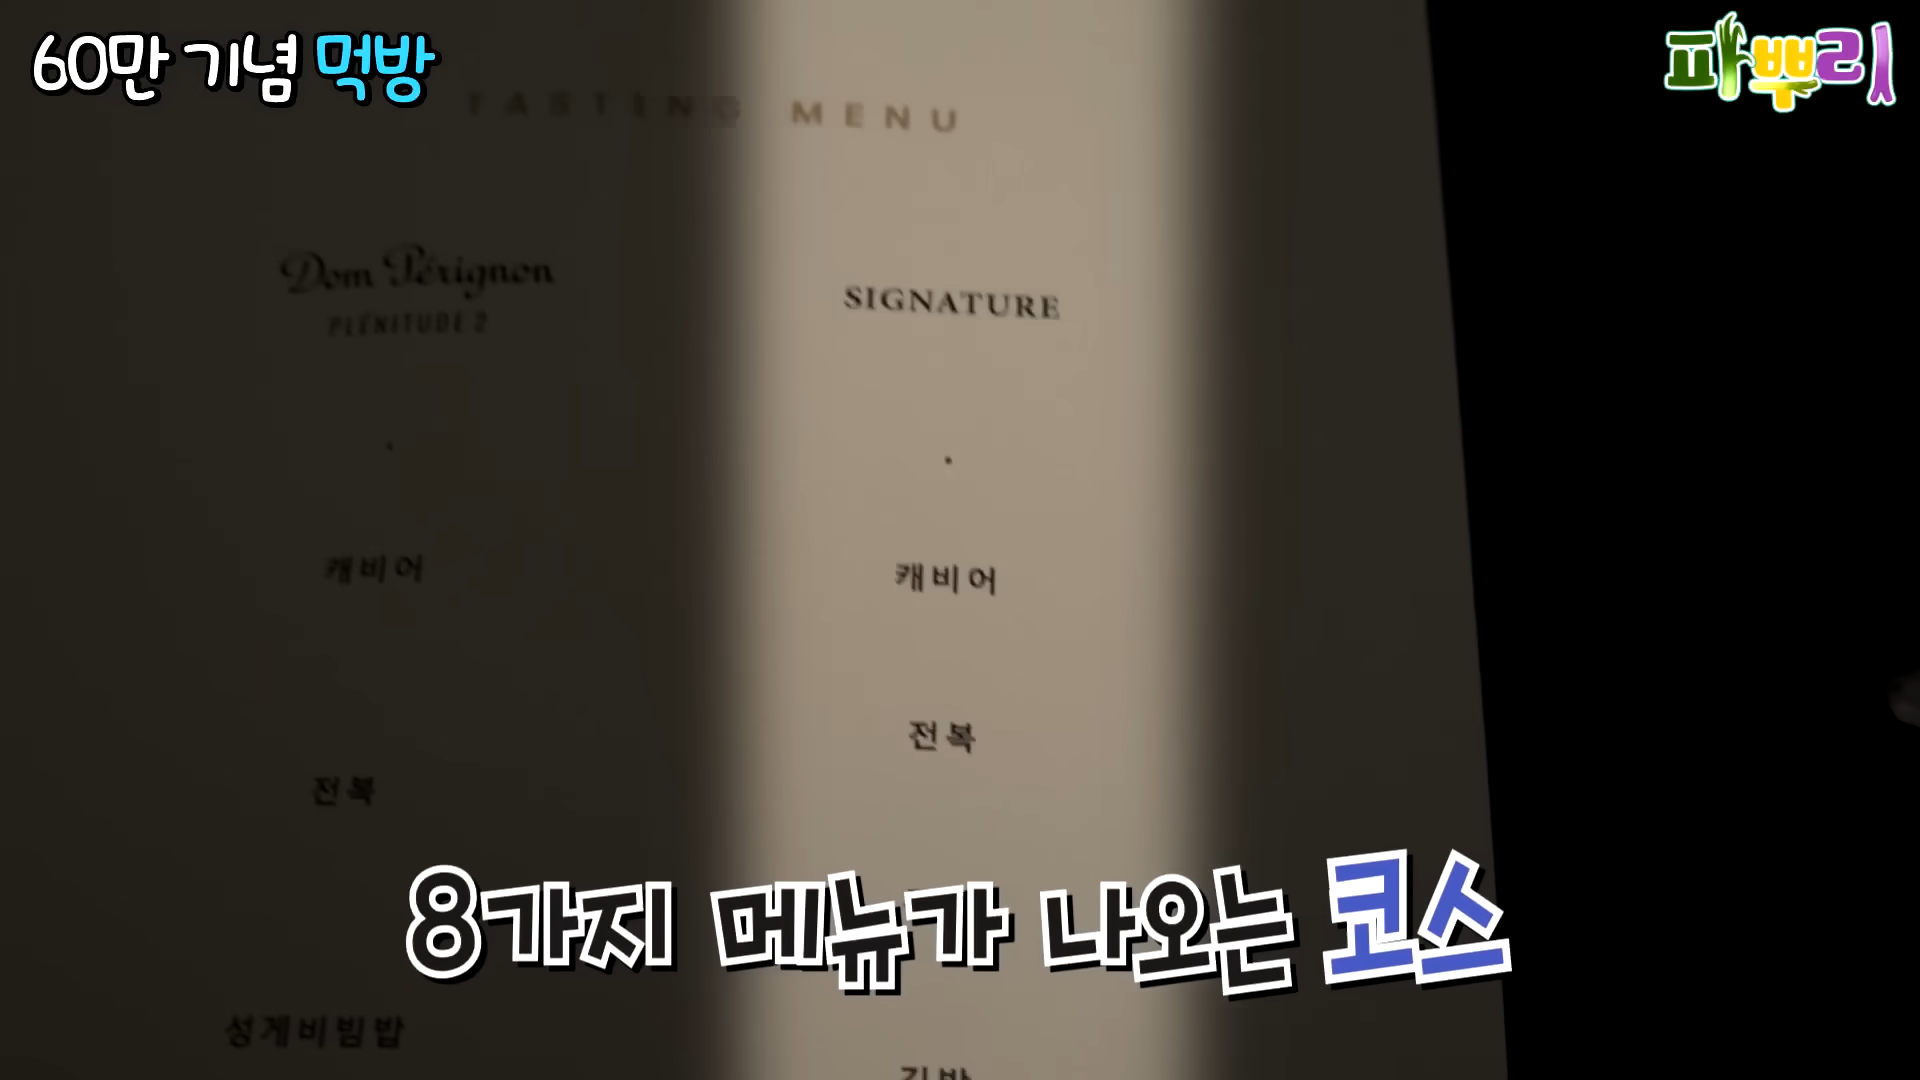 60만 기념 먹방
파뿌리
TASTING MENU
Dom Pérignon
PLÉNITUDE 2
캐비어
전복
성게비빔밥
SIGNATURE
캐비어
전복
8가지 메뉴가 나오는 코스